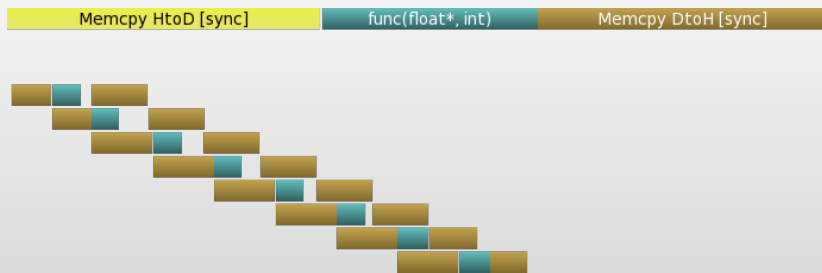 Memcpy HtoD [sync] func(float*, int) Memcpy DtoH [sync]